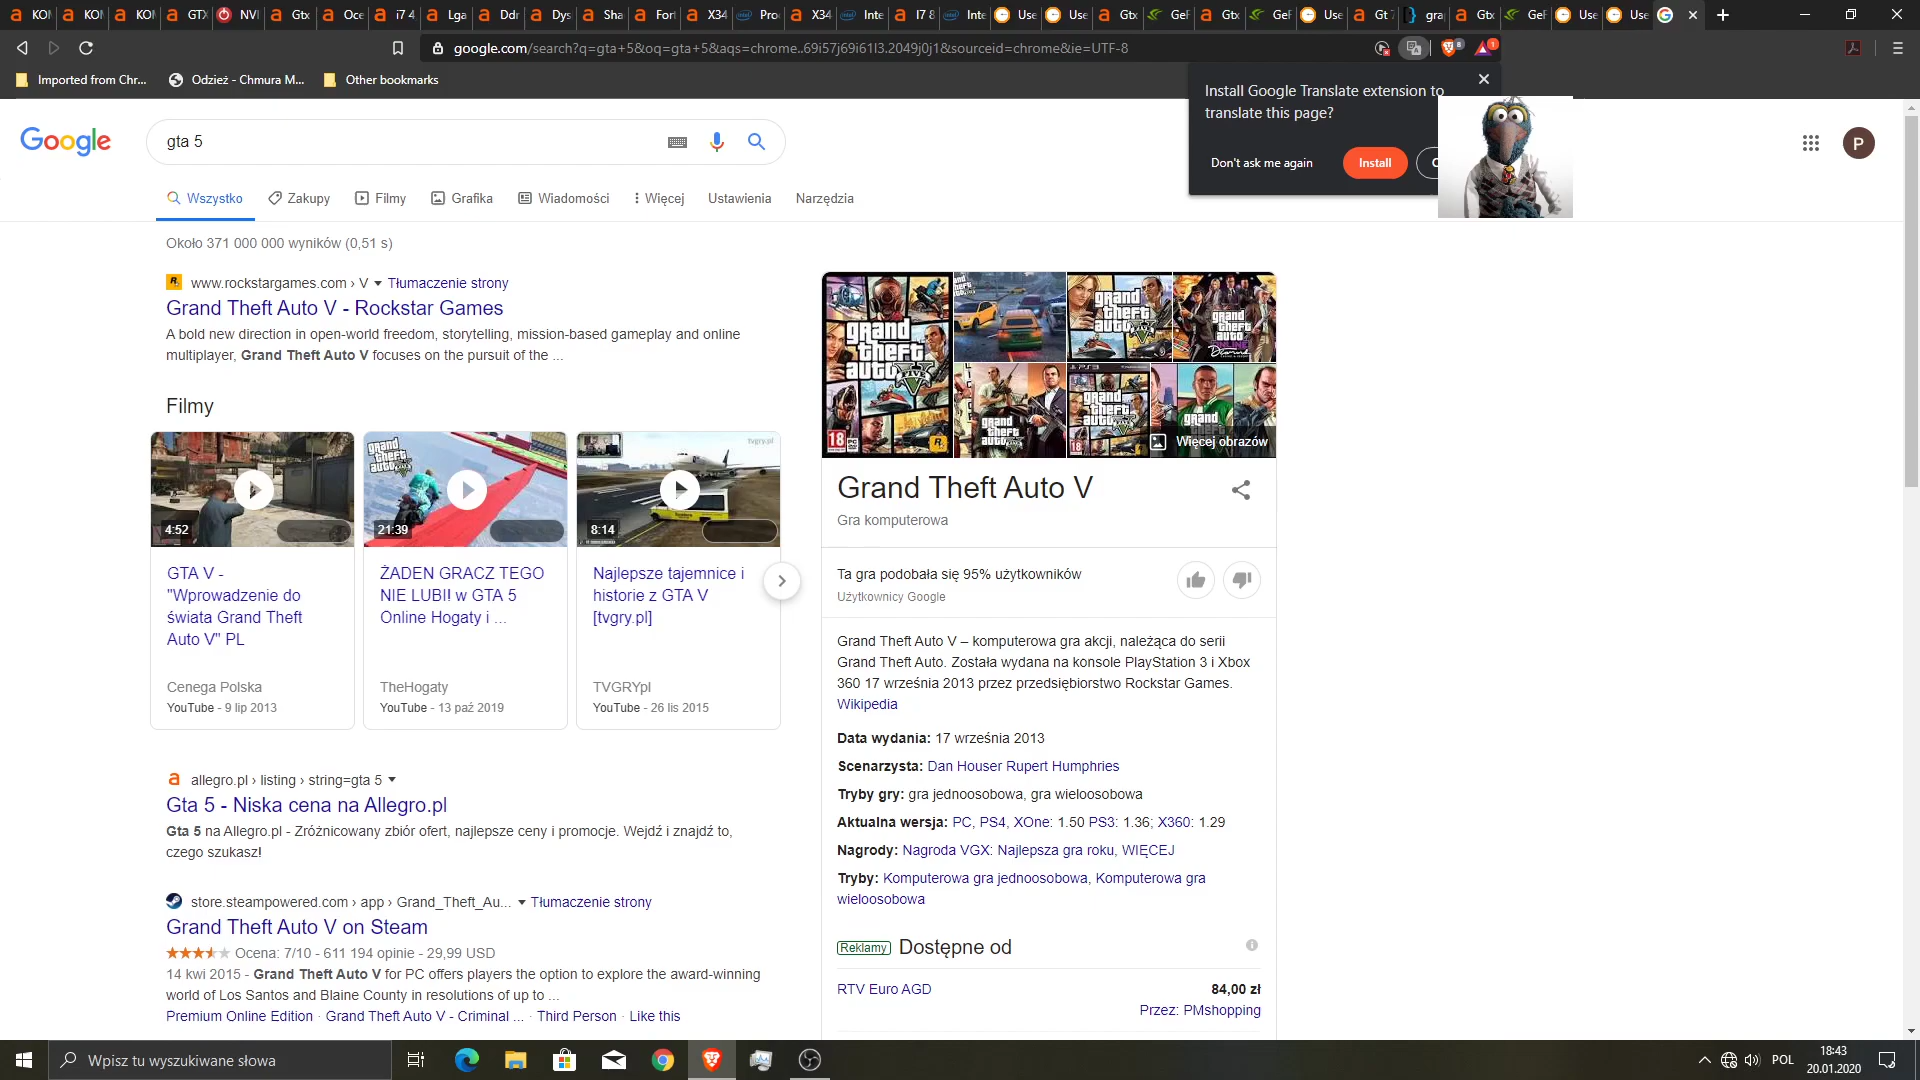 google.com/search?q=gta+5&oq=gta+5&aqs=chrome..69i57j69i61l3.2049j0j1&sourceid=chrome&ie=UTF-8
Imported from Chr...
Odzież - Chmura M...
Other bookmarks
Install Google Translate extension to
translate this page?
Don't ask me again
Install
Google
gta 5
P
Wszystko
Zakupy
Filmy
Grafika
Wiadomości
Więcej
Ustawienia
Narzędzia
Około 371 000 000 wyników (0,51 s)
www.rockstargames.com › V
Tłumaczenie strony
Grand Theft Auto V - Rockstar Games
A bold new direction in open-world freedom, storytelling, mission-based gameplay and online
multiplayer, Grand Theft Auto V focuses on the pursuit of the ...
Filmy
4:52
GTA V -
"Wprowadzenie do
świata Grand Theft
Auto V" PL
Cenega Polska
YouTube - 9 lip 2013
21:39
ŻADEN GRACZ TEGO
NIE LUBI! w GTA 5
Online Hogaty i ...
TheHogaty
YouTube - 13 paź 2019
tvgry.pl
8:14
Najlepsze tajemnice i
historie z GTA V
[tvgry.pl]
TVGRYpl
YouTube - 26 lis 2015
allegro.pl › listing › string=gta 5
Gta 5 - Niska cena na Allegro.pl
Gta 5 na Allegro.pl - Zróżnicowany zbiór ofert, najlepsze ceny i promocje. Wejdź i znajdź to,
czego szukasz!
store.steampowered.com › app › Grand_Theft_Au...
Tłumaczenie strony
Grand Theft Auto V on Steam
Ocena: 7/10 - 611 194 opinie - 29,99 USD
14 kwi 2015 - Grand Theft Auto V for PC offers players the option to explore the award-winning
world of Los Santos and Blaine County in resolutions of up to ...
Premium Online Edition · Grand Theft Auto V - Criminal ... · Third Person · Like this
Więcej obrazów
Grand Theft Auto V
Gra komputerowa
Ta gra podobała się 95% użytkowników
Użytkownicy Google
Grand Theft Auto V – komputerowa gra akcji, należąca do serii
Grand Theft Auto. Została wydana na konsole PlayStation 3 i Xbox
360 17 września 2013 przez przedsiębiorstwo Rockstar Games.
Wikipedia
Data wydania: 17 września 2013
Scenarzysta: Dan Houser Rupert Humphries
Tryby gry: gra jednoosobowa, gra wieloosobowa
Aktualna wersja: PC, PS4, XOne: 1.50 PS3: 1.36; X360: 1.29
Nagrody: Nagroda VGX: Najlepsza gra roku, WIĘCEJ
Tryby: Komputerowa gra jednoosobowa, Komputerowa gra
wieloosobowa
Reklamy Dostępne od
RTV Euro AGD
84,00 zł
Przez: PMshopping
Wpisz tu wyszukiwane słowa
POL
18:43
20.01.2020